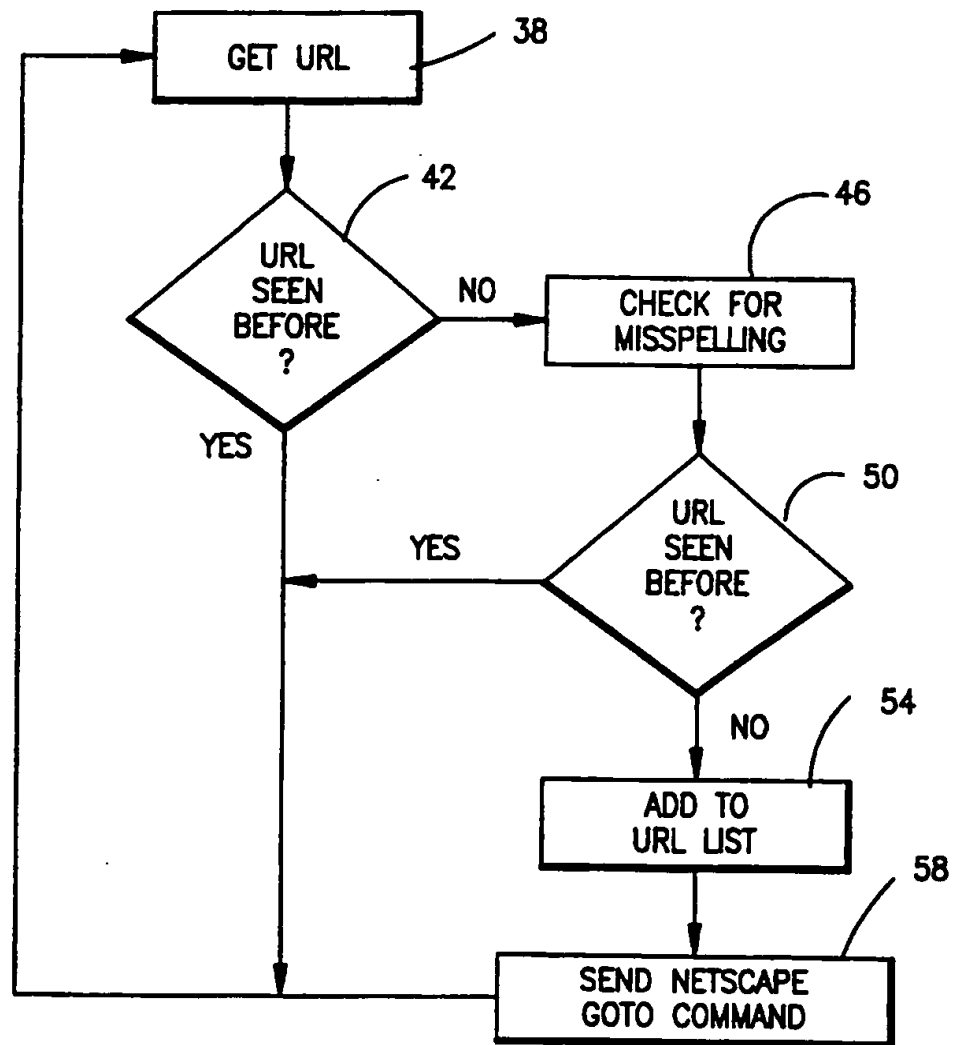 GET URL
38
42
URL
SEEN
BEFORE
?
NO
46
CHECK FOR
MISSPELLING
YES
50
URL
SEEN
BEFORE
?
YES
NO
54
ADD TO
URL LIST
58
SEND NETSCAPE
GOTO COMMAND